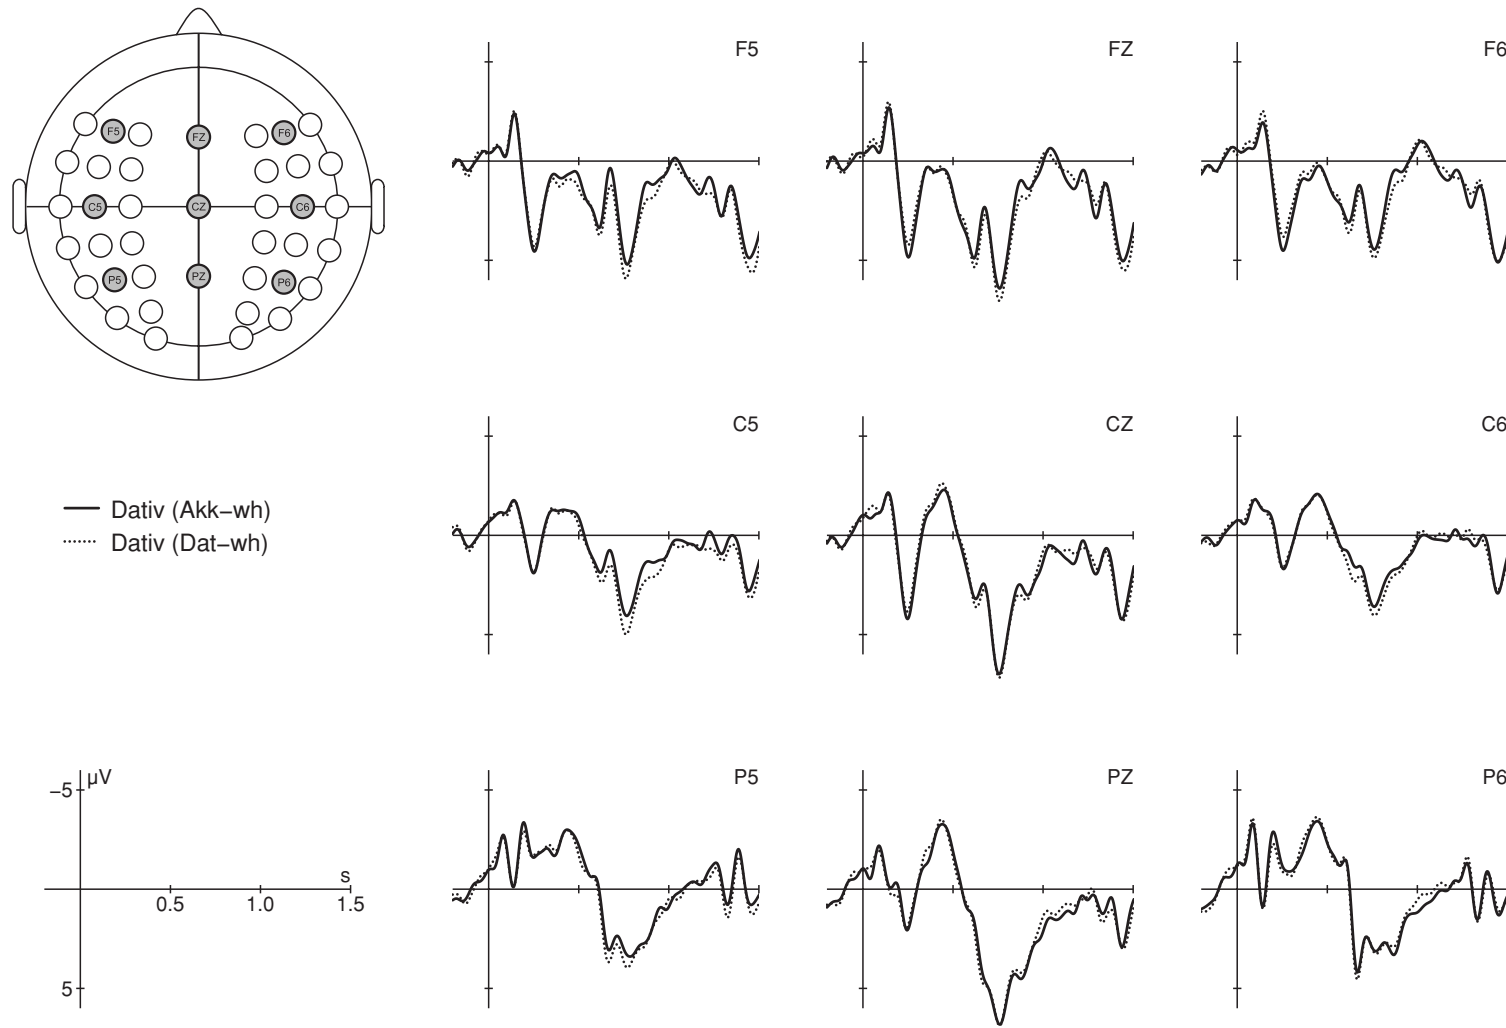 F5 FZ F6
F5 FZ F6
C5 CZ C6
P5 PZ P6
C5 CZ C6
Dativ (Akk–wh)
Dativ (Dat–wh)
P5 PZ P6
µV
–5
s
0.5 1.0 1.5
5